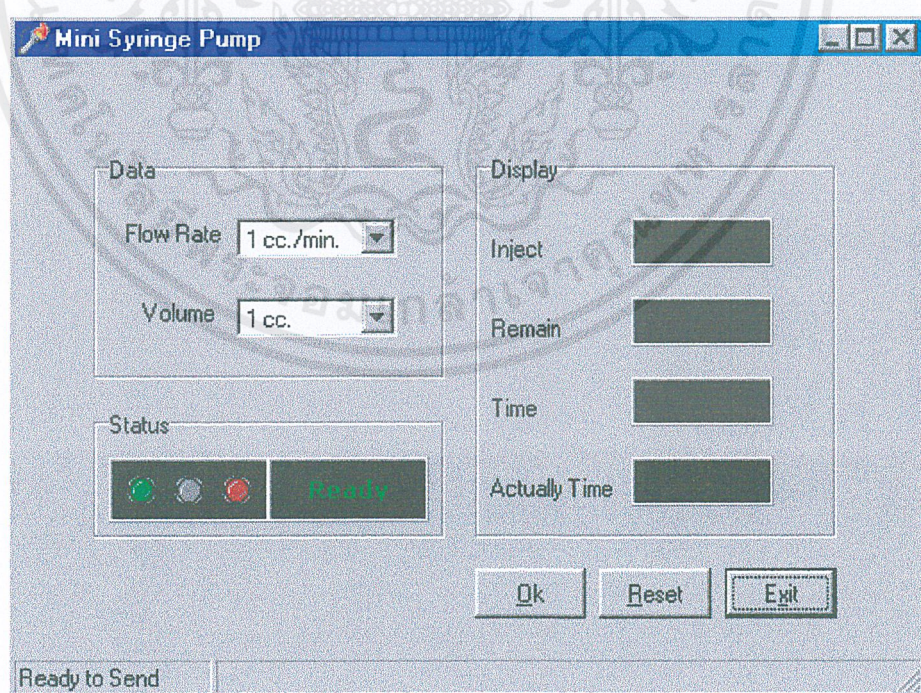 Mini Syringe Pump
Data
Flow Rate 1 cc./min.
Volume 1 cc.
Status
Ready
Display
Inject
Remain
Time
Actually Time
Ok Reset Exit
Ready to Send